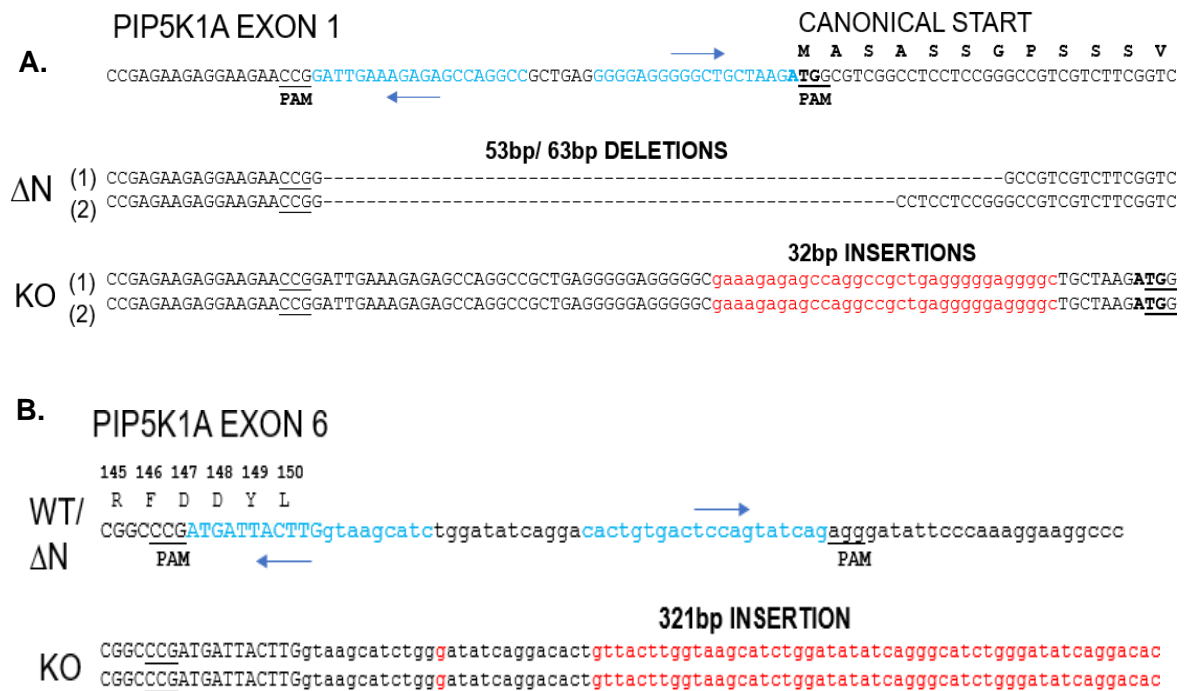 PIP5K1A EXON 1
CANONICAL START
A.
M A S A S S G P S S S V
CCGAGAAGAGGAAGAACCGGATTGAAAGAGAGCCAGGCCGCTGAGGGGGAGGGGGCTGCTAAGATGGCGTCGGCCTCCTCCGGGCCGTCGTCTTCGGTC
PAM PAM
53bp/ 63bp DELETIONS
ΔN
(1) CCGAGAAGAGGAAGAACCGG---------------------------------------------------------------GCCGTCGTCTTCGGTC
(2) CCGAGAAGAGGAAGAACCGG-----------------------------------------------------CCTCCTCCGGGCCGTCGTCTTCGGTC
32bp INSERTIONS
KO
(1) CCGAGAAGAGGAAGAACCGGATTGAAAGAGAGCCAGGCCGCTGAGGGGGAGGGGGCgaaagagagccaggccgctgagggggaggggcTGCTAAGATGG
(2) CCGAGAAGAGGAAGAACCGGATTGAAAGAGAGCCAGGCCGCTGAGGGGGAGGGGGCgaaagagagccaggccgctgagggggaggggcTGCTAAGATGG
B.
PIP5K1A EXON 6
145 146 147 148 149 150
R F D D Y L
WT/
ΔN
CGGCCCGATGATTACTTGgtaagcatctggatatcaggacactgtgactccagtatcagagggatattcccaaaggaaggccc
PAM PAM
321bp INSERTION
KO
CGGCCCGATGATTACTTGgtaagcatctgggatatcaggacactgttacttggtaagcatctggatatatcagggcatctgggatatcaggacac
CGGCCCGATGATTACTTGgtaagcatctgggatatcaggacactgttacttggtaagcatctggatatatcagggcatctgggatatcaggacac